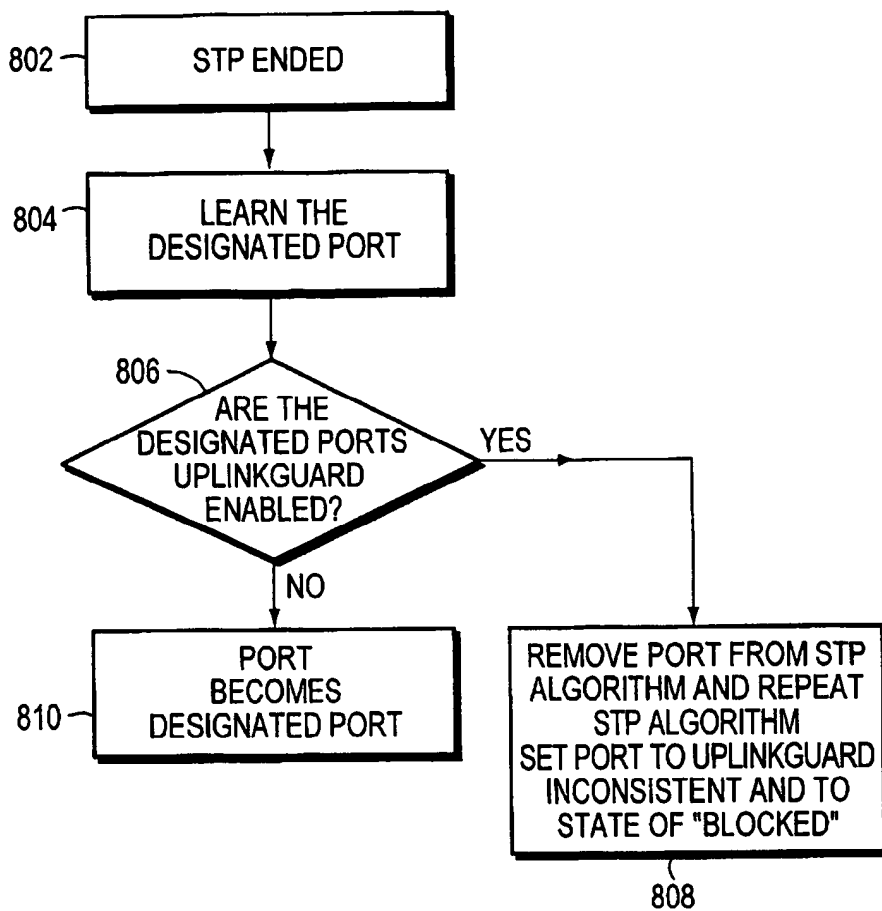 802
STP ENDED
804
LEARN THE
DESIGNATED PORT
806
ARE THE
DESIGNATED PORTS
UPLINKGUARD
ENABLED?
YES
NO
810
PORT
BECOMES
DESIGNATED PORT
REMOVE PORT FROM STP
ALGORITHM AND REPEAT
STP ALGORITHM
SET PORT TO UPLINKGUARD
INCONSISTENT AND TO
STATE OF "BLOCKED"
808